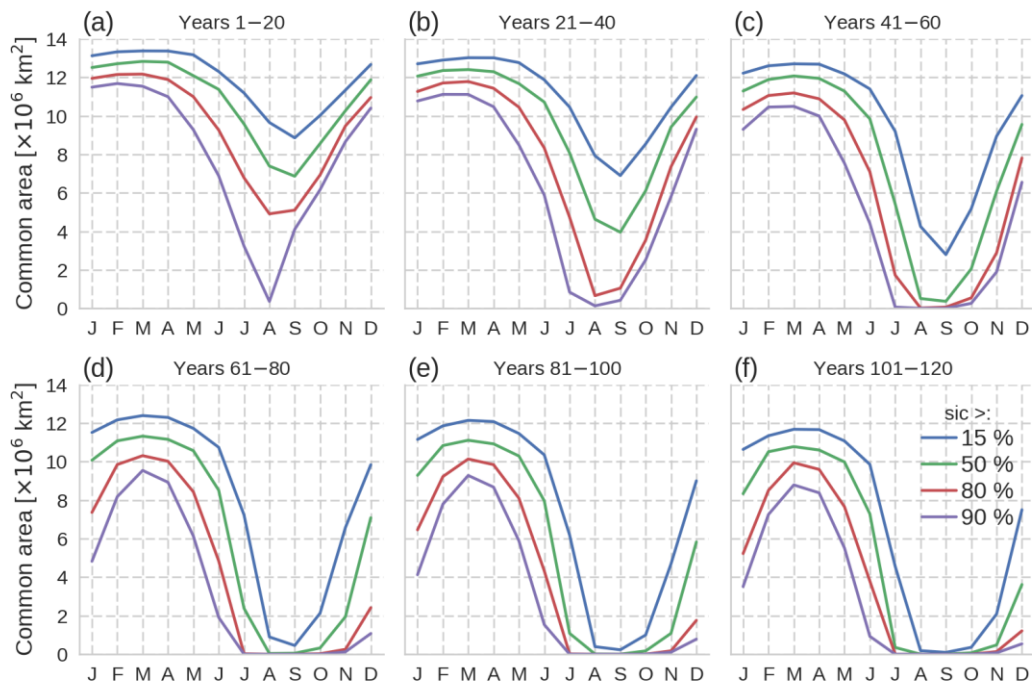 (a) Years 1−20
(b) Years 21−40
(c) Years 41−60
Common area [×10⁶ km²]
14
12
10
8
6
4
2
0
J F M A M J J A S O N D
J F M A M J J A S O N D
J F M A M J J A S O N D
(d) Years 61−80
(e) Years 81−100
(f) Years 101−120
Common area [×10⁶ km²]
14
12
10
8
6
4
2
0
sic >:
15 %
50 %
80 %
90 %
J F M A M J J A S O N D
J F M A M J J A S O N D
J F M A M J J A S O N D